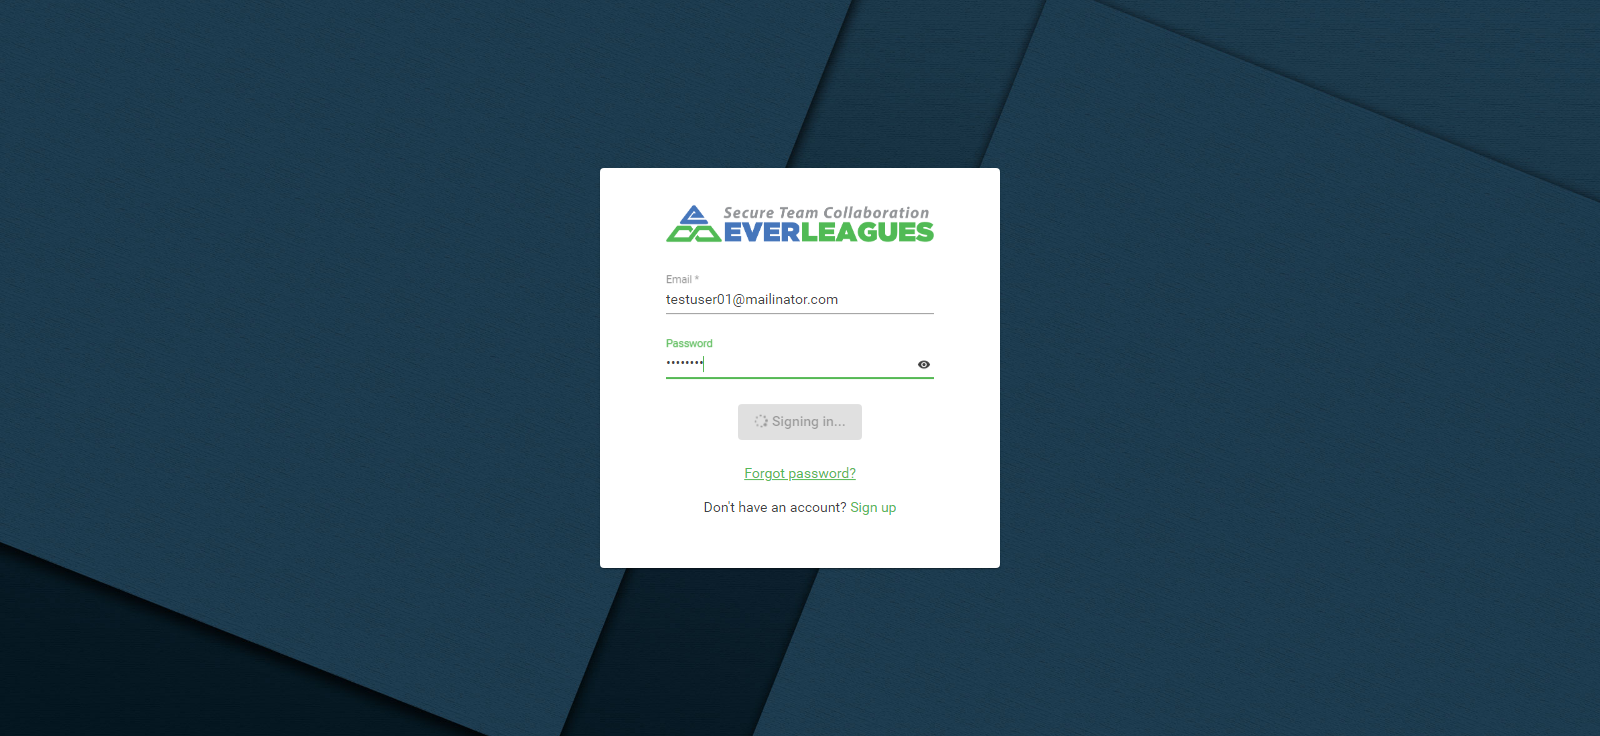 Secure Team Collaboration
EVERLEAGUES
Email *
testuser01@mailinator.com
Password
••••••••
Signing in...
Forgot password?
Don't have an account? Sign up